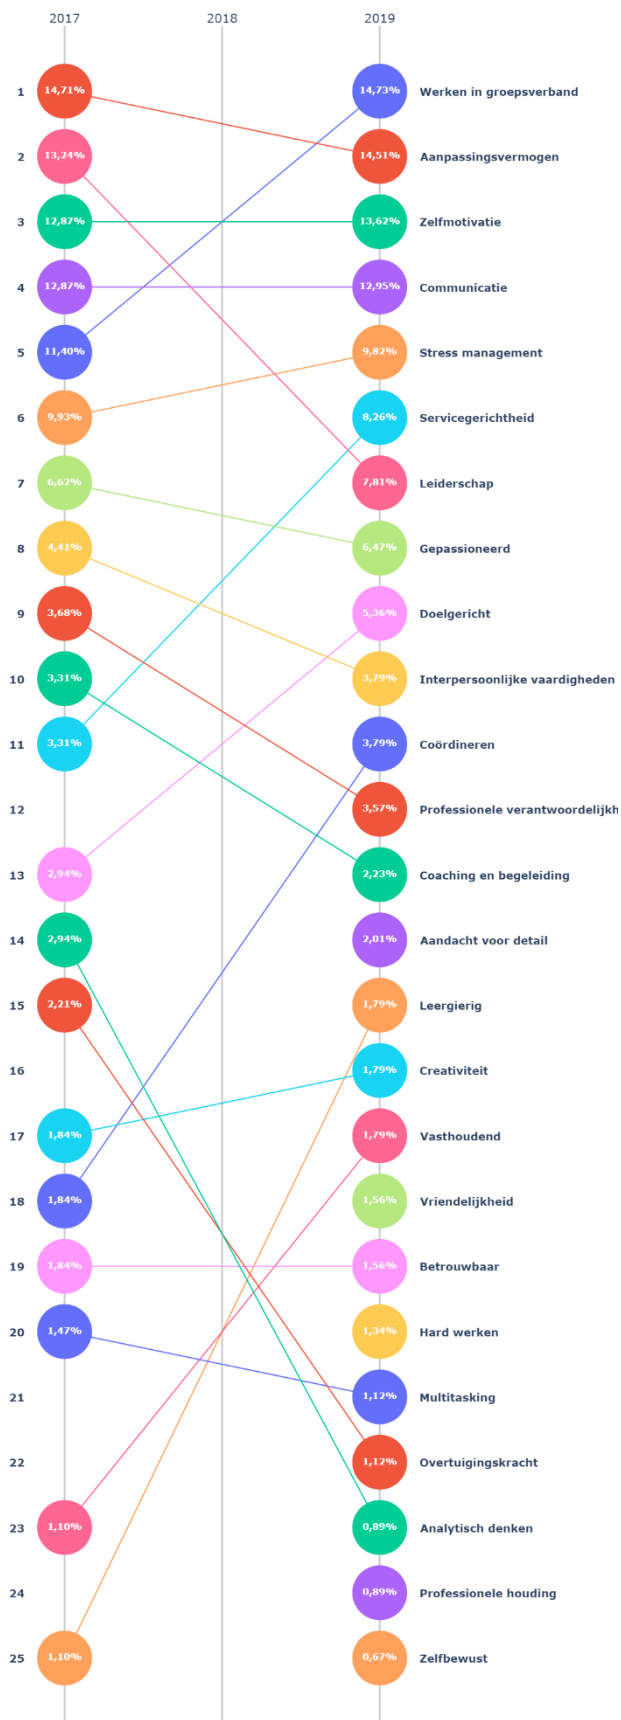 2017 2018 2019
1 14,71% 14,73% Werken in groepsverband
2 13,24% 14,51% Aanpassingsvermogen
3 12,87% 13,62% Zelfmotivatie
4 12,87% 12,95% Communicatie
5 11,40% 9,82% Stress management
6 9,93% 8,26% Servicegerichtheid
7 6,62% 7,81% Leiderschap
8 4,41% 6,47% Gepassioneerd
9 3,68% 5,36% Doelgericht
10 3,31% 3,79% Interpersoonlijke vaardigheden
11 3,31% 3,79% Coördineren
12 3,57% Professionele verantwoordelijkh
13 2,94% 2,23% Coaching en begeleiding
14 2,94% 2,01% Aandacht voor detail
15 2,21% 1,79% Leergierig
16 1,79% Creativiteit
17 1,84% 1,79% Vasthoudend
18 1,84% 1,56% Vriendelijkheid
19 1,84% 1,56% Betrouwbaar
20 1,47% 1,34% Hard werken
21 1,12% Multitasking
22 1,12% Overtuigingskracht
23 1,10% 0,89% Analytisch denken
24 0,89% Professionele houding
25 1,10% 0,67% Zelfbewust